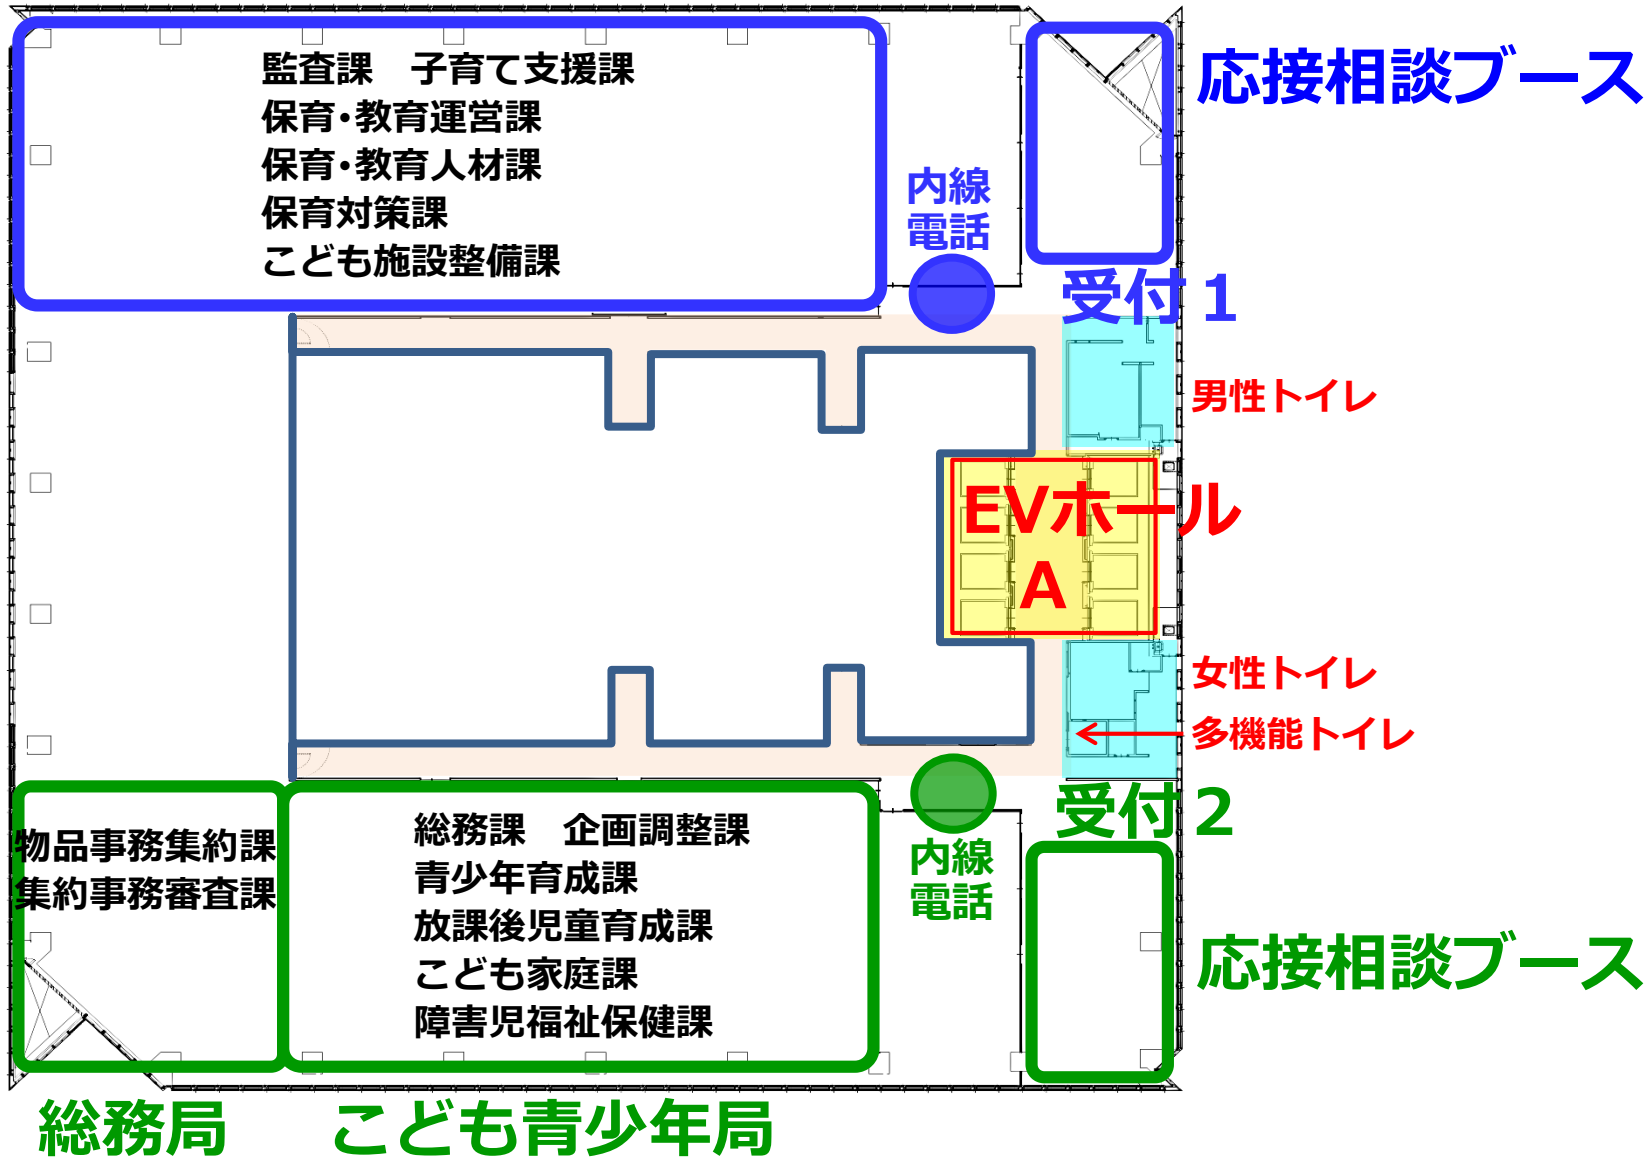 監査課　子育て支援課
保育・教育運営課
保育・教育人材課
保育対策課
こども施設整備課
内線
電話
応接相談ブース
受付１
男性トイレ
EVホール
A
女性トイレ
多機能トイレ
受付２
内線
電話
物品事務集約課
集約事務審査課
総務課　企画調整課
青少年育成課
放課後児童育成課
こども家庭課
障害児福祉保健課
応接相談ブース
総務局
こども青少年局